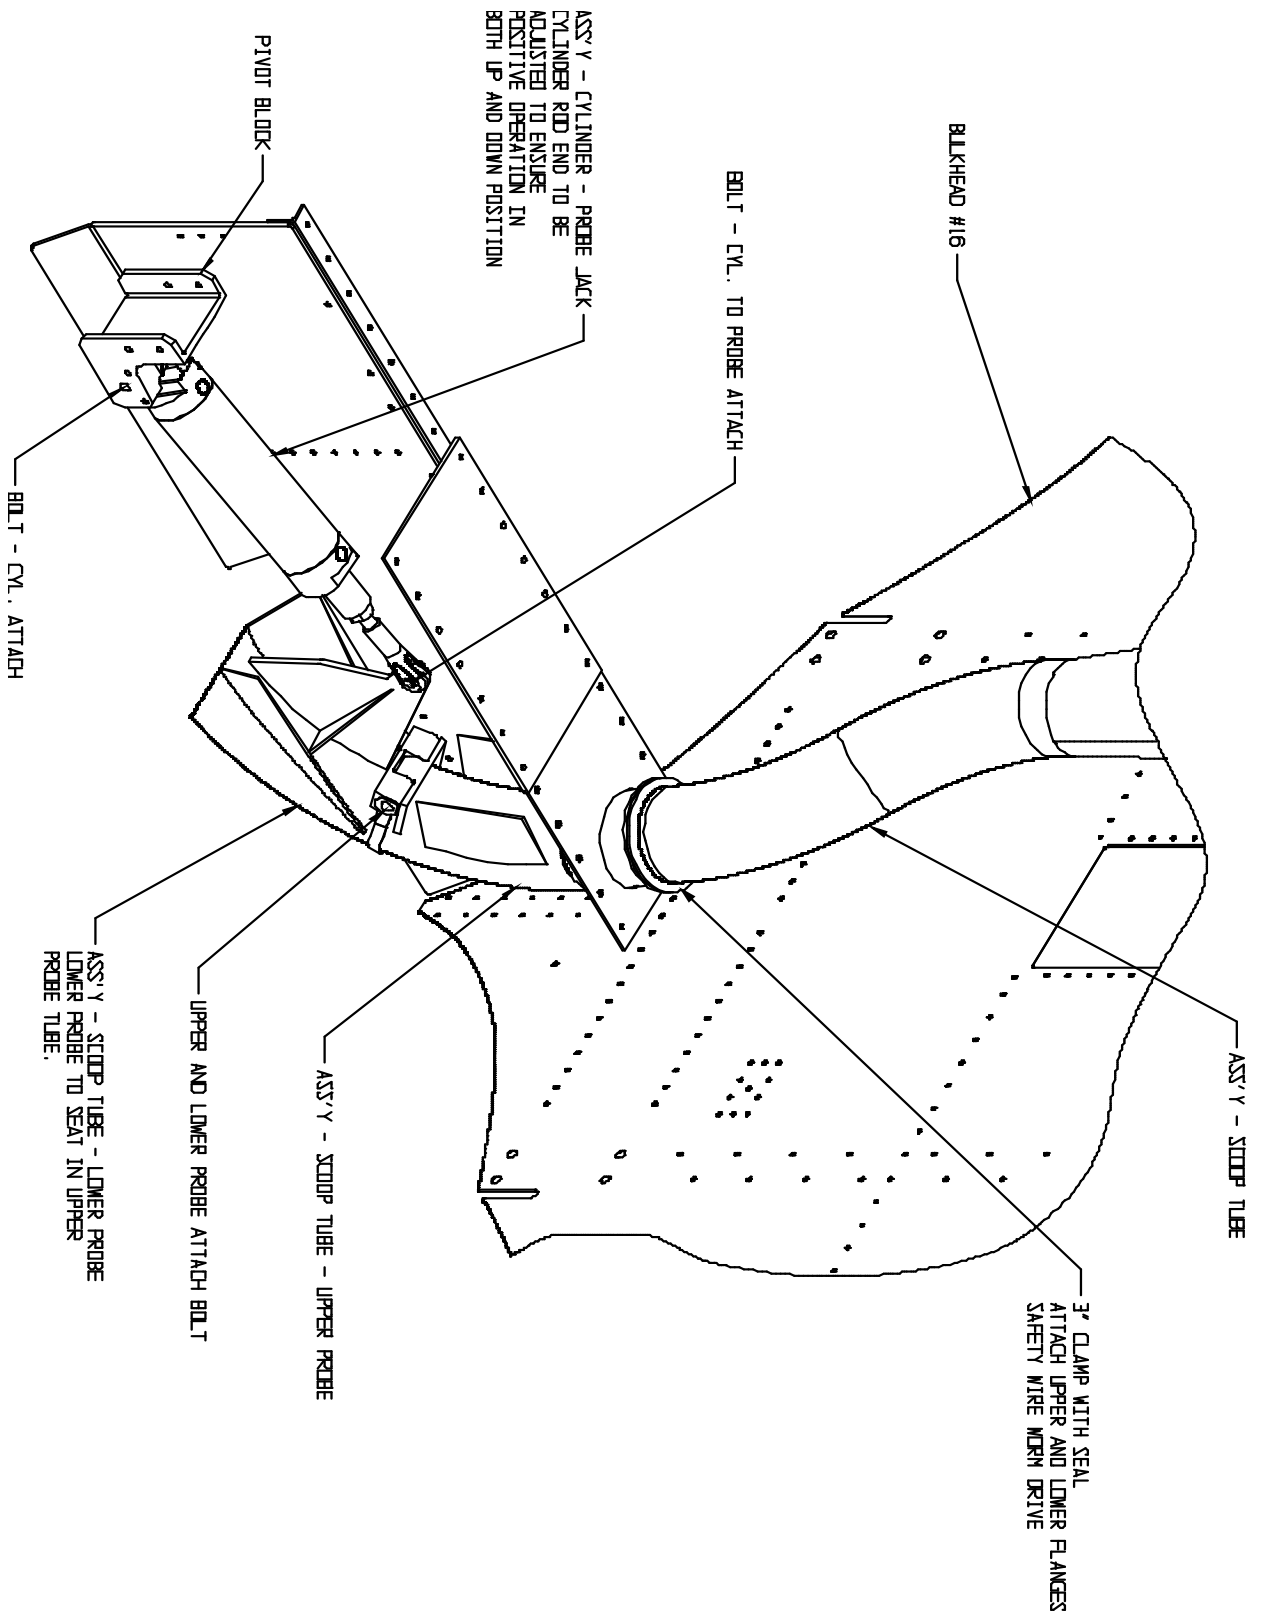 BULKHEAD #16
BOLT - CYL. TO PROBE ATTACH
ASS'Y - CYLINDER - PROBE JACK
CYLINDER ROD END TO BE
ADJUSTED TO ENSURE
POSITIVE OPERATION IN
BOTH UP AND DOWN POSITION
PIVOT BLOCK
BOLT - CYL. ATTACH
ASS'Y - SCOOP TUBE
3" CLAMP WITH SEAL
ATTACH UPPER AND LOWER FLANGES
SAFETY WIRE WORM DRIVE
ASS'Y - SCOOP TUBE - UPPER PROBE
UPPER AND LOWER PROBE ATTACH BOLT
ASS'Y - SCOOP TUBE - LOWER PROBE
LOWER PROBE TO SEAT IN UPPER
PROBE TUBE.